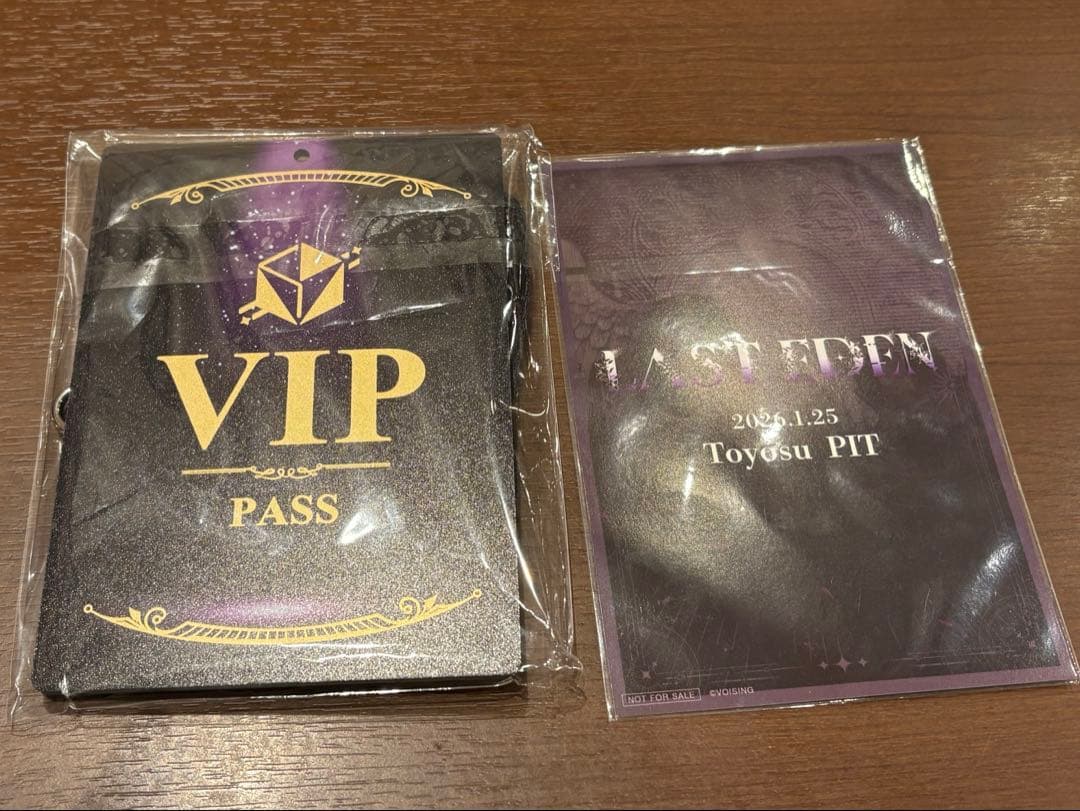 VIP
PASS
LAST EDEN
2026.1.25
Toyosu PIT
NOT FOR SALE ©VOISING